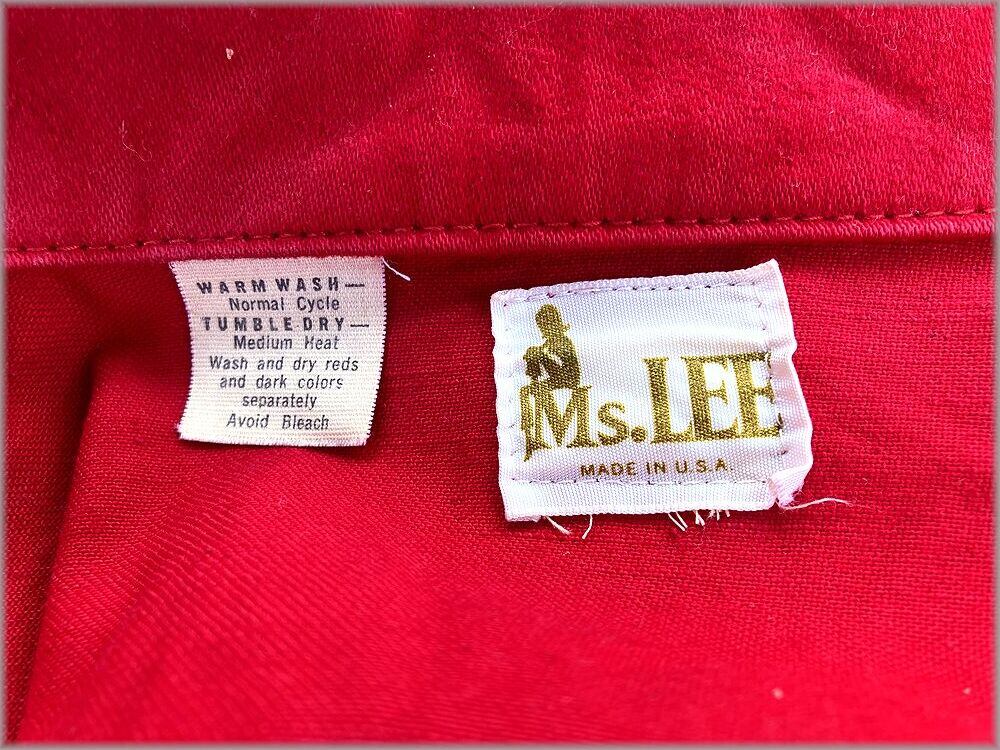 WARM WASH—
Normal Cycle
TUMBLE DRY—
Medium Heat
Wash and dry reds
and dark colors
separately
Avoid Bleach
Ms. LEE
MADE IN U.S.A.